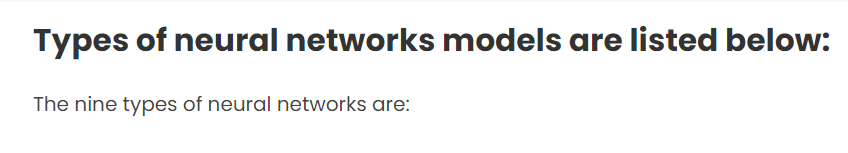 Types of neural networks models are listed below:
The nine types of neural networks are: